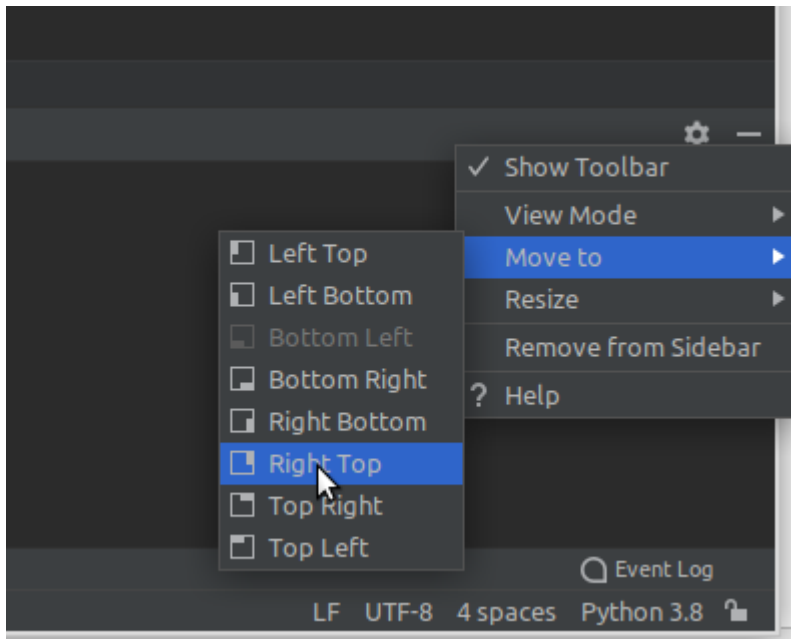 Show Toolbar
View Mode
Move to
Resize
Remove from Sidebar
? Help
Left Top
Left Bottom
Bottom Left
Bottom Right
Right Bottom
Right Top
Top Right
Top Left
Event Log
LF UTF-8 4 spaces Python 3.8